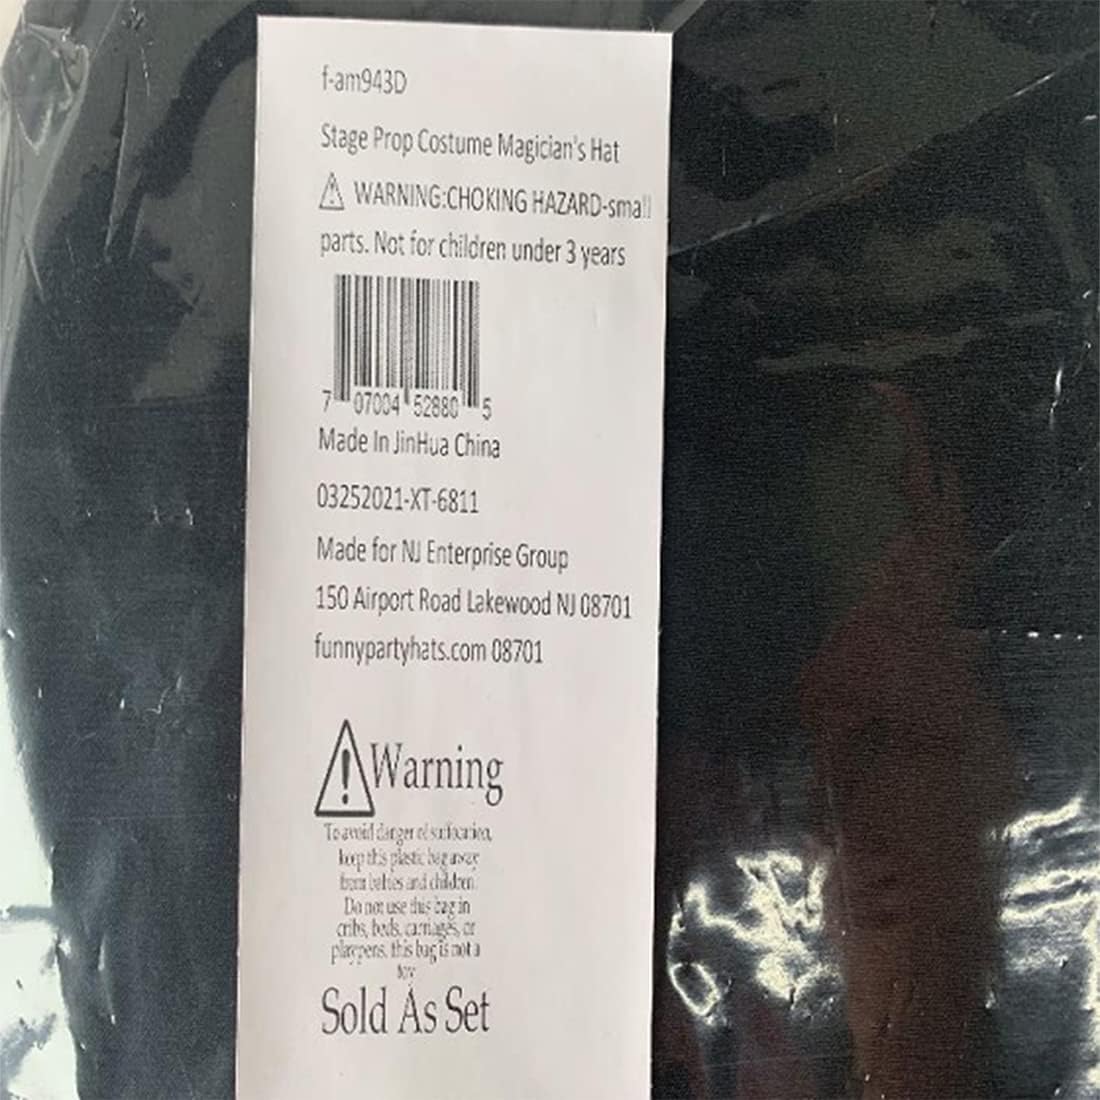 f-am943D
Stage Prop Costume Magician's Hat
WARNING:CHOKING HAZARD-small
parts. Not for children under 3 years
7 07004 52880 5
Made In JinHua China
03252021-XT-6811
Made for NJ Enterprise Group
150 Airport Road Lakewood NJ 08701
funnypartyhats.com 08701
Warning
To avoid danger of suffocation,
keep this plastic bag away
from babies and children.
Do not use this bag in
cribs, beds, carriages, or
playpens. this bag is not a
toy
Sold As Set